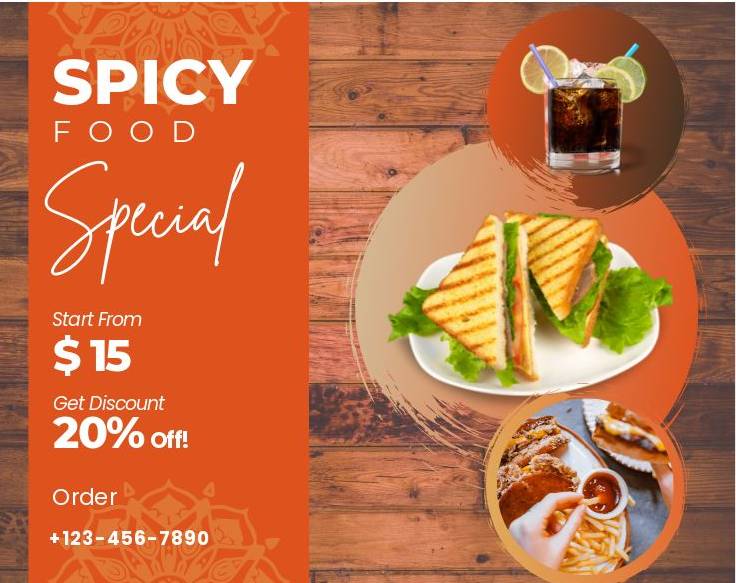 SPICY
FOOD
Special
Start From
$ 15
Get Discount
20% off!
Order
+123-456-7890